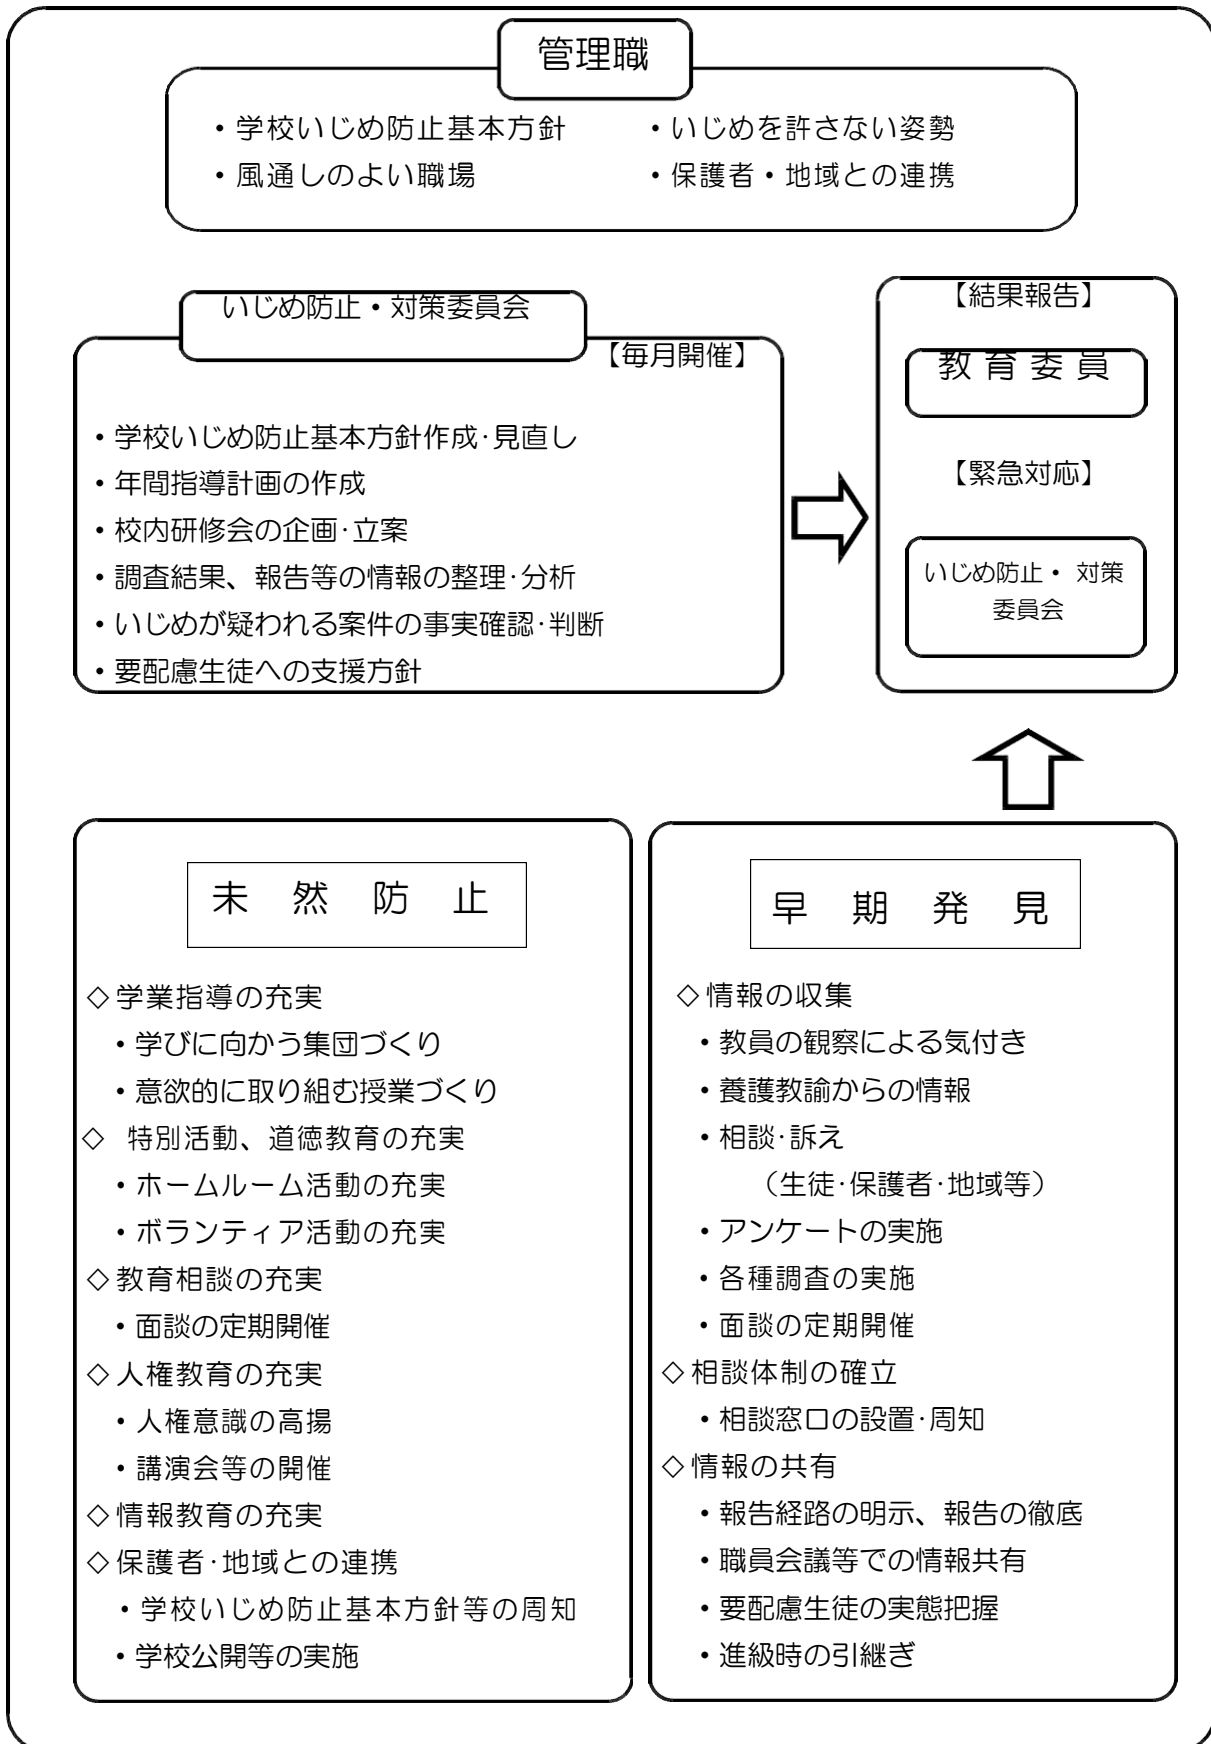 管理職
・学校いじめ防止基本方針　・いじめを許さない姿勢
・風通しのよい職場　・保護者・地域との連携
いじめ防止・対策委員会
【毎月開催】
・学校いじめ防止基本方針作成･見直し
・年間指導計画の作成
・校内研修会の企画･立案
・調査結果、報告等の情報の整理･分析
・いじめが疑われる案件の事実確認･判断
・要配慮生徒への支援方針
【結果報告】
教 育 委 員
【緊急対応】
いじめ防止・ 対策
委員会
未 然 防 止
◇学業指導の充実
・学びに向かう集団づくり
・意欲的に取り組む授業づくり
◇ 特別活動、道徳教育の充実
・ホームルーム活動の充実
・ボランティア活動の充実
◇教育相談の充実
・面談の定期開催
◇人権教育の充実
・人権意識の高揚
・講演会等の開催
◇情報教育の充実
◇保護者･地域との連携
・学校いじめ防止基本方針等の周知
・学校公開等の実施
早 期 発 見
◇情報の収集
・教員の観察による気付き
・養護教諭からの情報
・相談･訴え
（生徒･保護者･地域等）
・アンケートの実施
・各種調査の実施
・面談の定期開催
◇相談体制の確立
・相談窓口の設置･周知
◇情報の共有
・報告経路の明示、報告の徹底
・職員会議等での情報共有
・要配慮生徒の実態把握
・進級時の引継ぎ